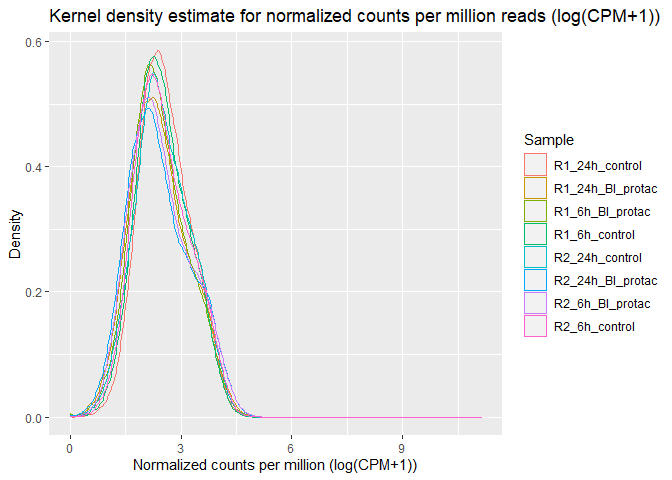 Kernel density estimate for normalized counts per million reads (log(CPM+1))
0.6
0.4
0.2
0.0
Density
0
3
6
9
Normalized counts per million (log(CPM+1))
Sample
R1_24h_control
R1_24h_BI_protac
R1_6h_BI_protac
R1_6h_control
R2_24h_control
R2_24h_BI_protac
R2_6h_BI_protac
R2_6h_control